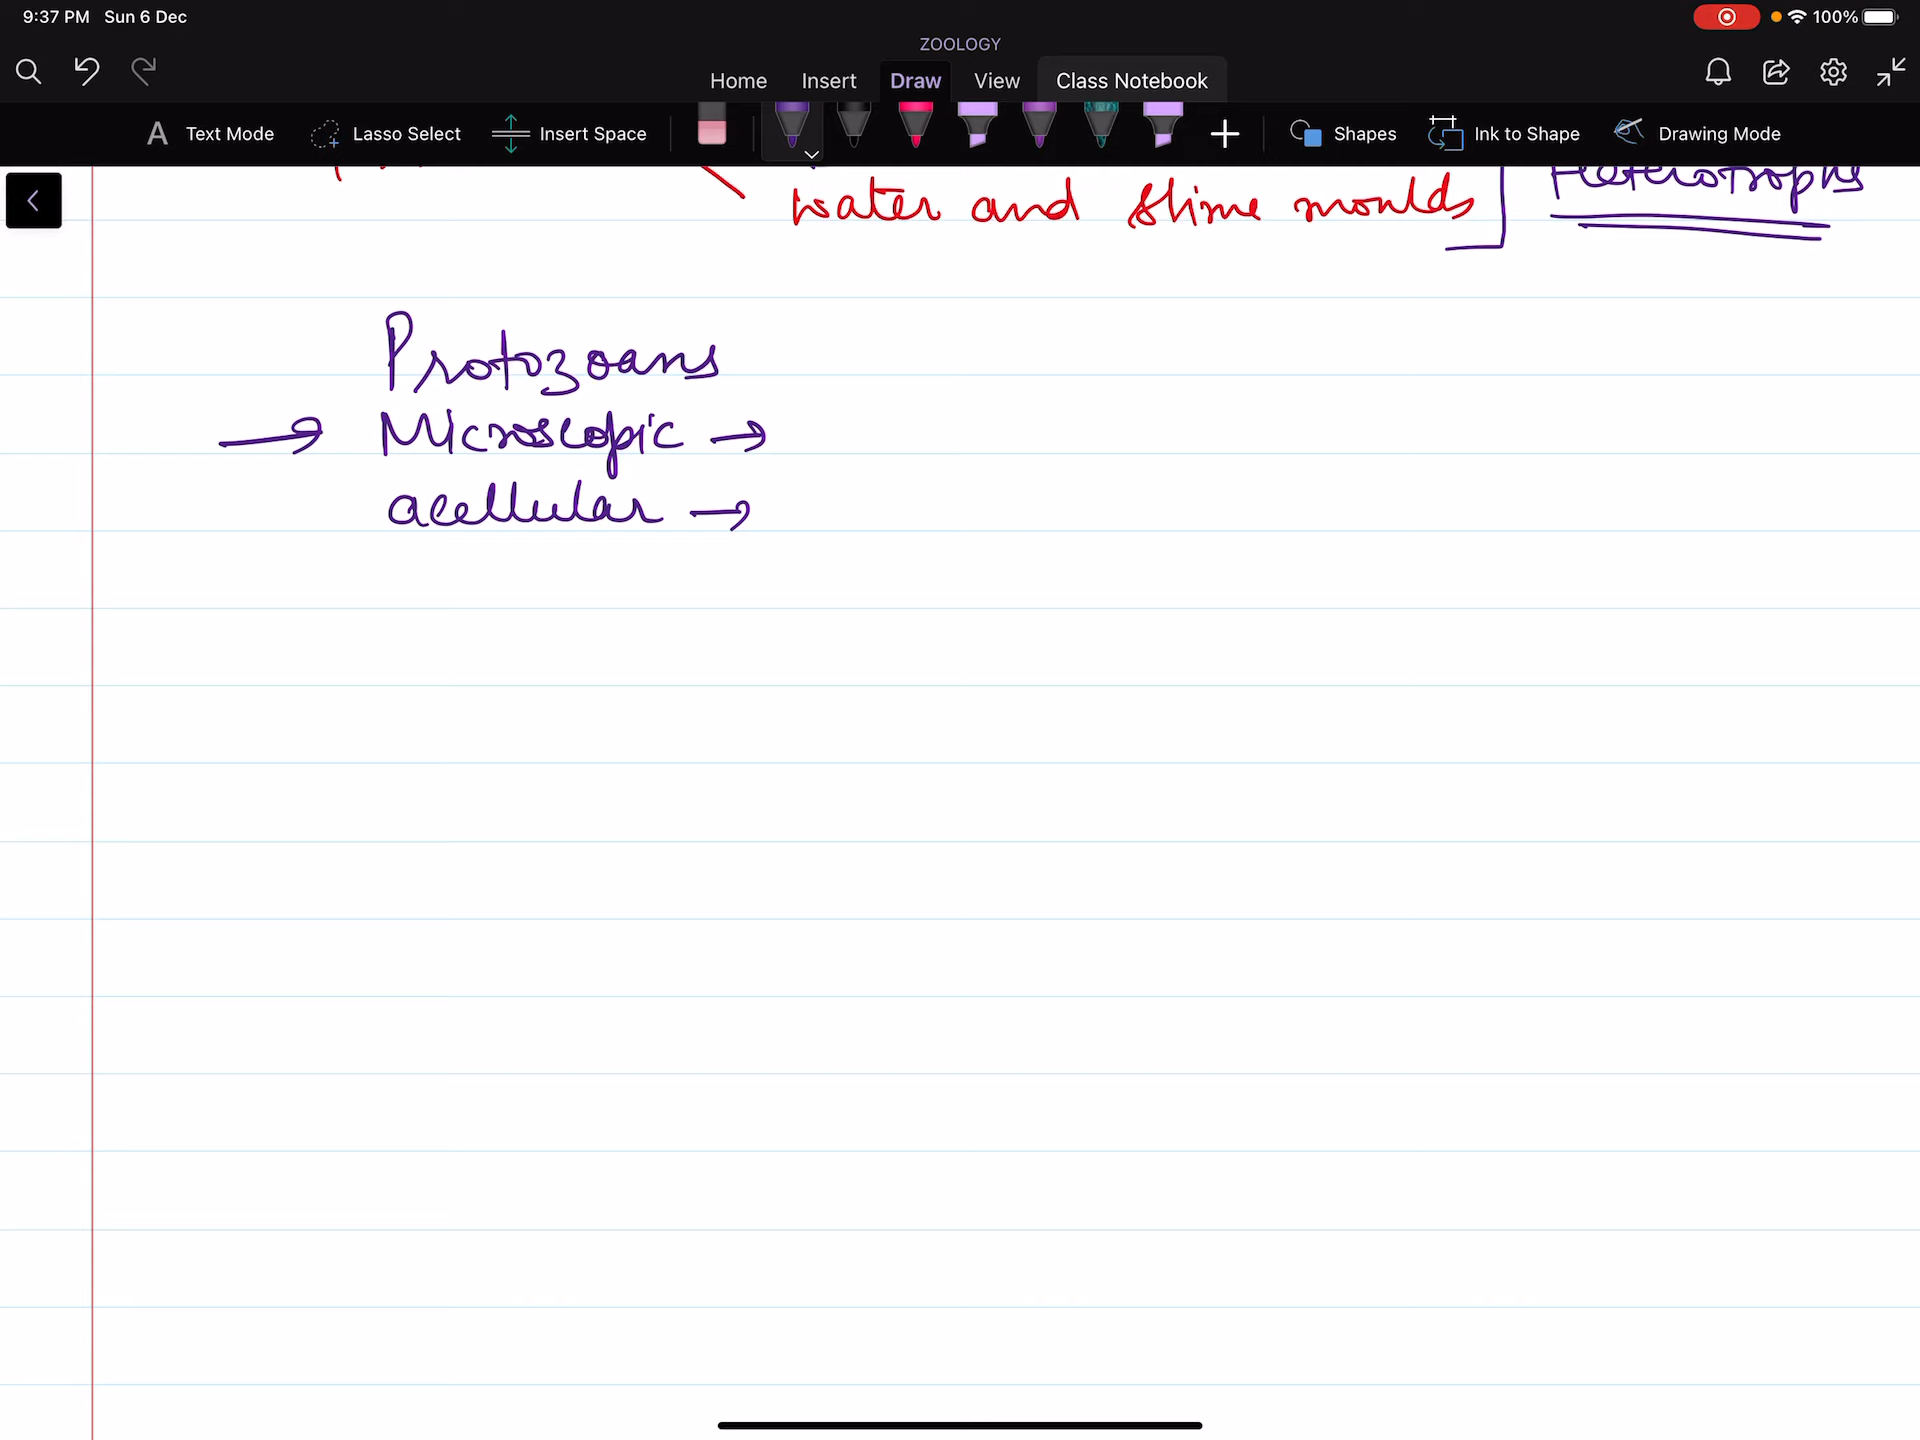 9:37 PM Sun 6 Dec
100%
ZOOLOGY
Home Insert Draw View Class Notebook
Text Mode Lasso Select Insert Space Shapes Ink to Shape Drawing Mode
water and slime moulds
Protozoans
→ Microscopic →
acellular →